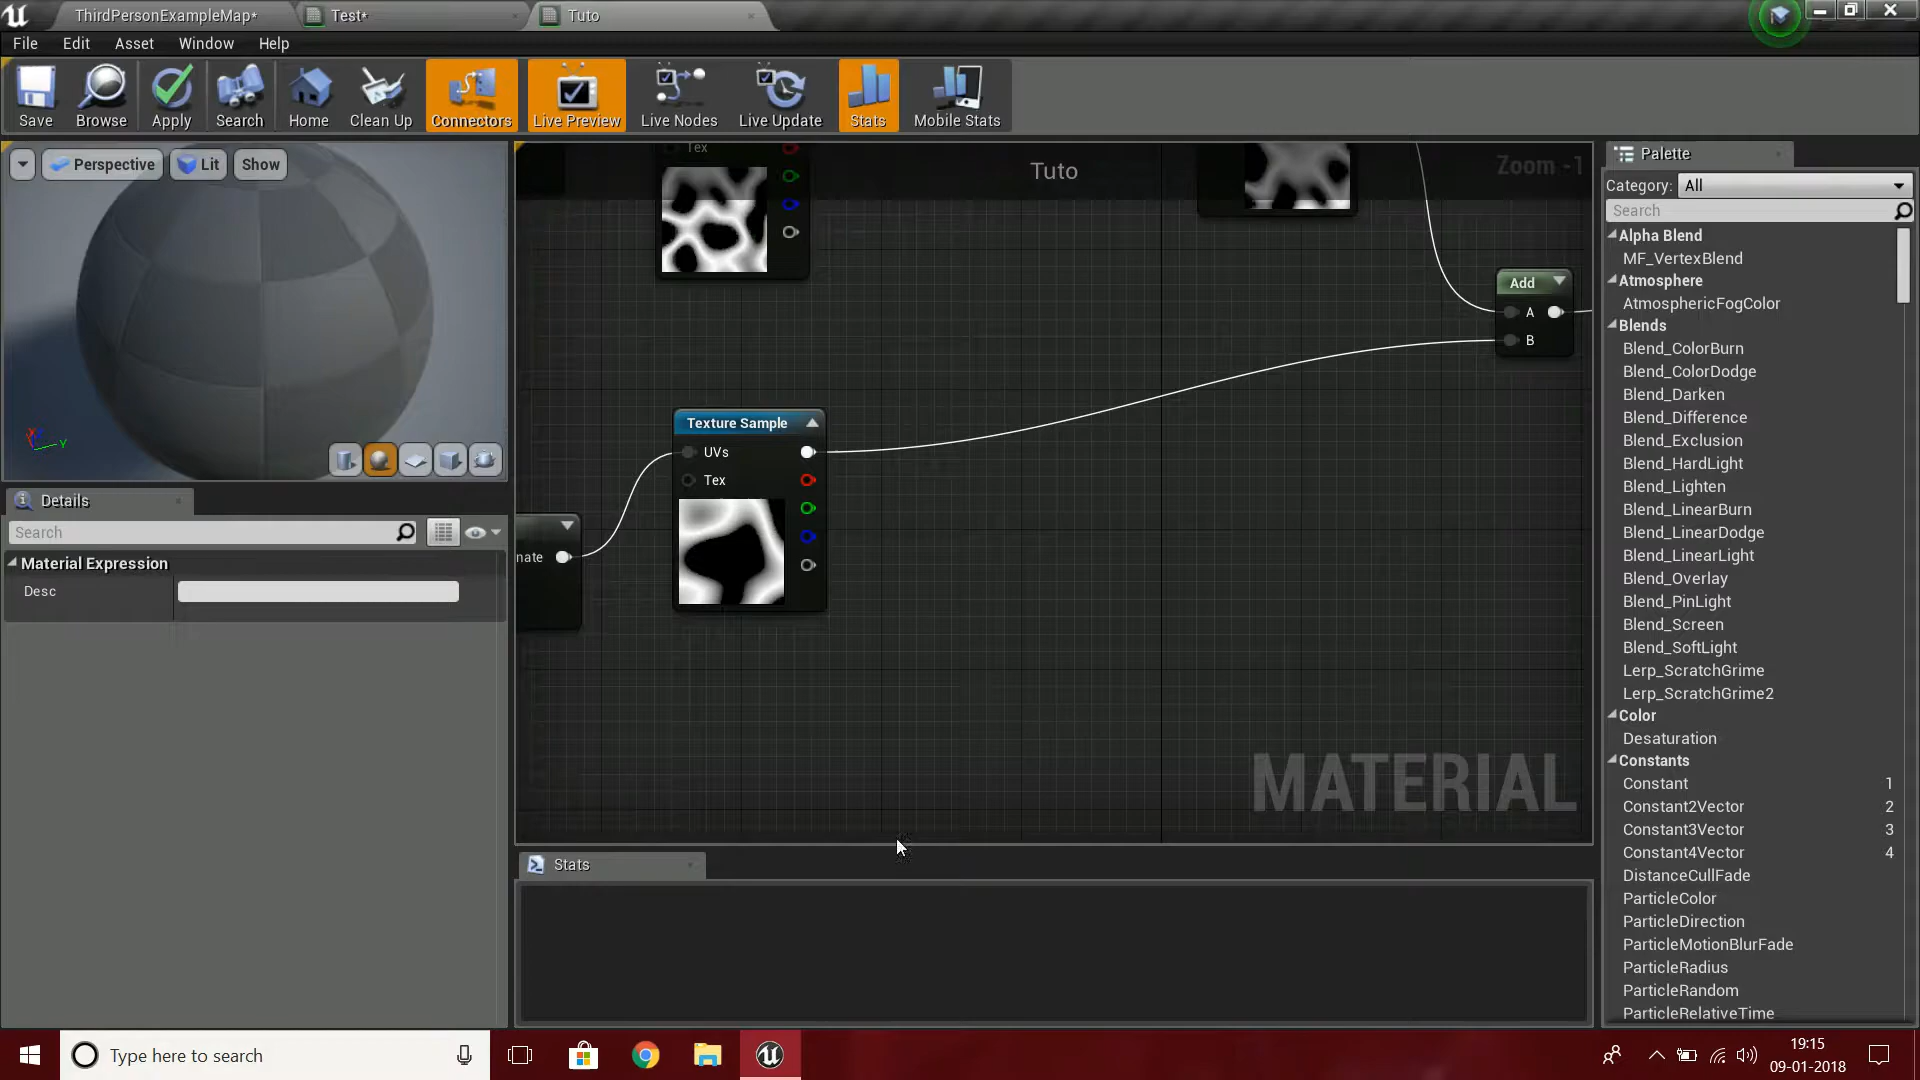 ThirdPersonExampleMap*
Test*
Tuto
File
Edit
Asset
Window
Help
Save
Browse
Apply
Search
Home
Clean Up
Connectors
Live Preview
Live Nodes
Live Update
Stats
Mobile Stats
Perspective
Lit
Show
Y
Details
Search
Material Expression
Desc
Tex
Tuto
Zoom -1
Add
A
B
Texture Sample
UVs
Tex
nate
MATERIAL
Stats
Palette
Category:
All
Search
Alpha Blend
MF_VertexBlend
Atmosphere
AtmosphericFogColor
Blends
Blend_ColorBurn
Blend_ColorDodge
Blend_Darken
Blend_Difference
Blend_Exclusion
Blend_HardLight
Blend_Lighten
Blend_LinearBurn
Blend_LinearDodge
Blend_LinearLight
Blend_Overlay
Blend_PinLight
Blend_Screen
Blend_SoftLight
Lerp_ScratchGrime
Lerp_ScratchGrime2
Color
Desaturation
Constants
Constant 1
Constant2Vector 2
Constant3Vector 3
Constant4Vector 4
DistanceCullFade
ParticleColor
ParticleDirection
ParticleMotionBlurFade
ParticleRadius
ParticleRandom
ParticleRelativeTime
Type here to search
19:15
09-01-2018